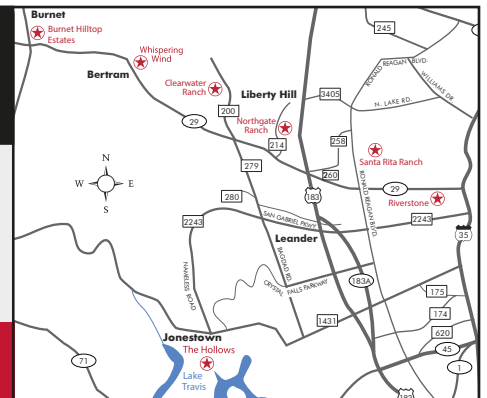 Burnet
Burnet Hilltop
Estates
245
Whispering
Wind
RONALD REAGAN BLVD.
WILLIAMS DR.
Bertram
Clearwater
Ranch
Liberty Hill
3405
N. LAKE RD.
200
29
Northgate
Ranch
214
258
Santa Rita Ranch
N
W
E
S
279
260
RONALD REAGAN BLVD.
29
280
183
Riverstone
2243
SAN GABRIEL PKWY.
2243
Leander
35
NAMELESS ROAD
BAGDAD RD.
CRYSTAL FALLS PARKWAY
183A
175
1431
174
620
Jonestown
The Hollows
45
71
Lake
Travis
1